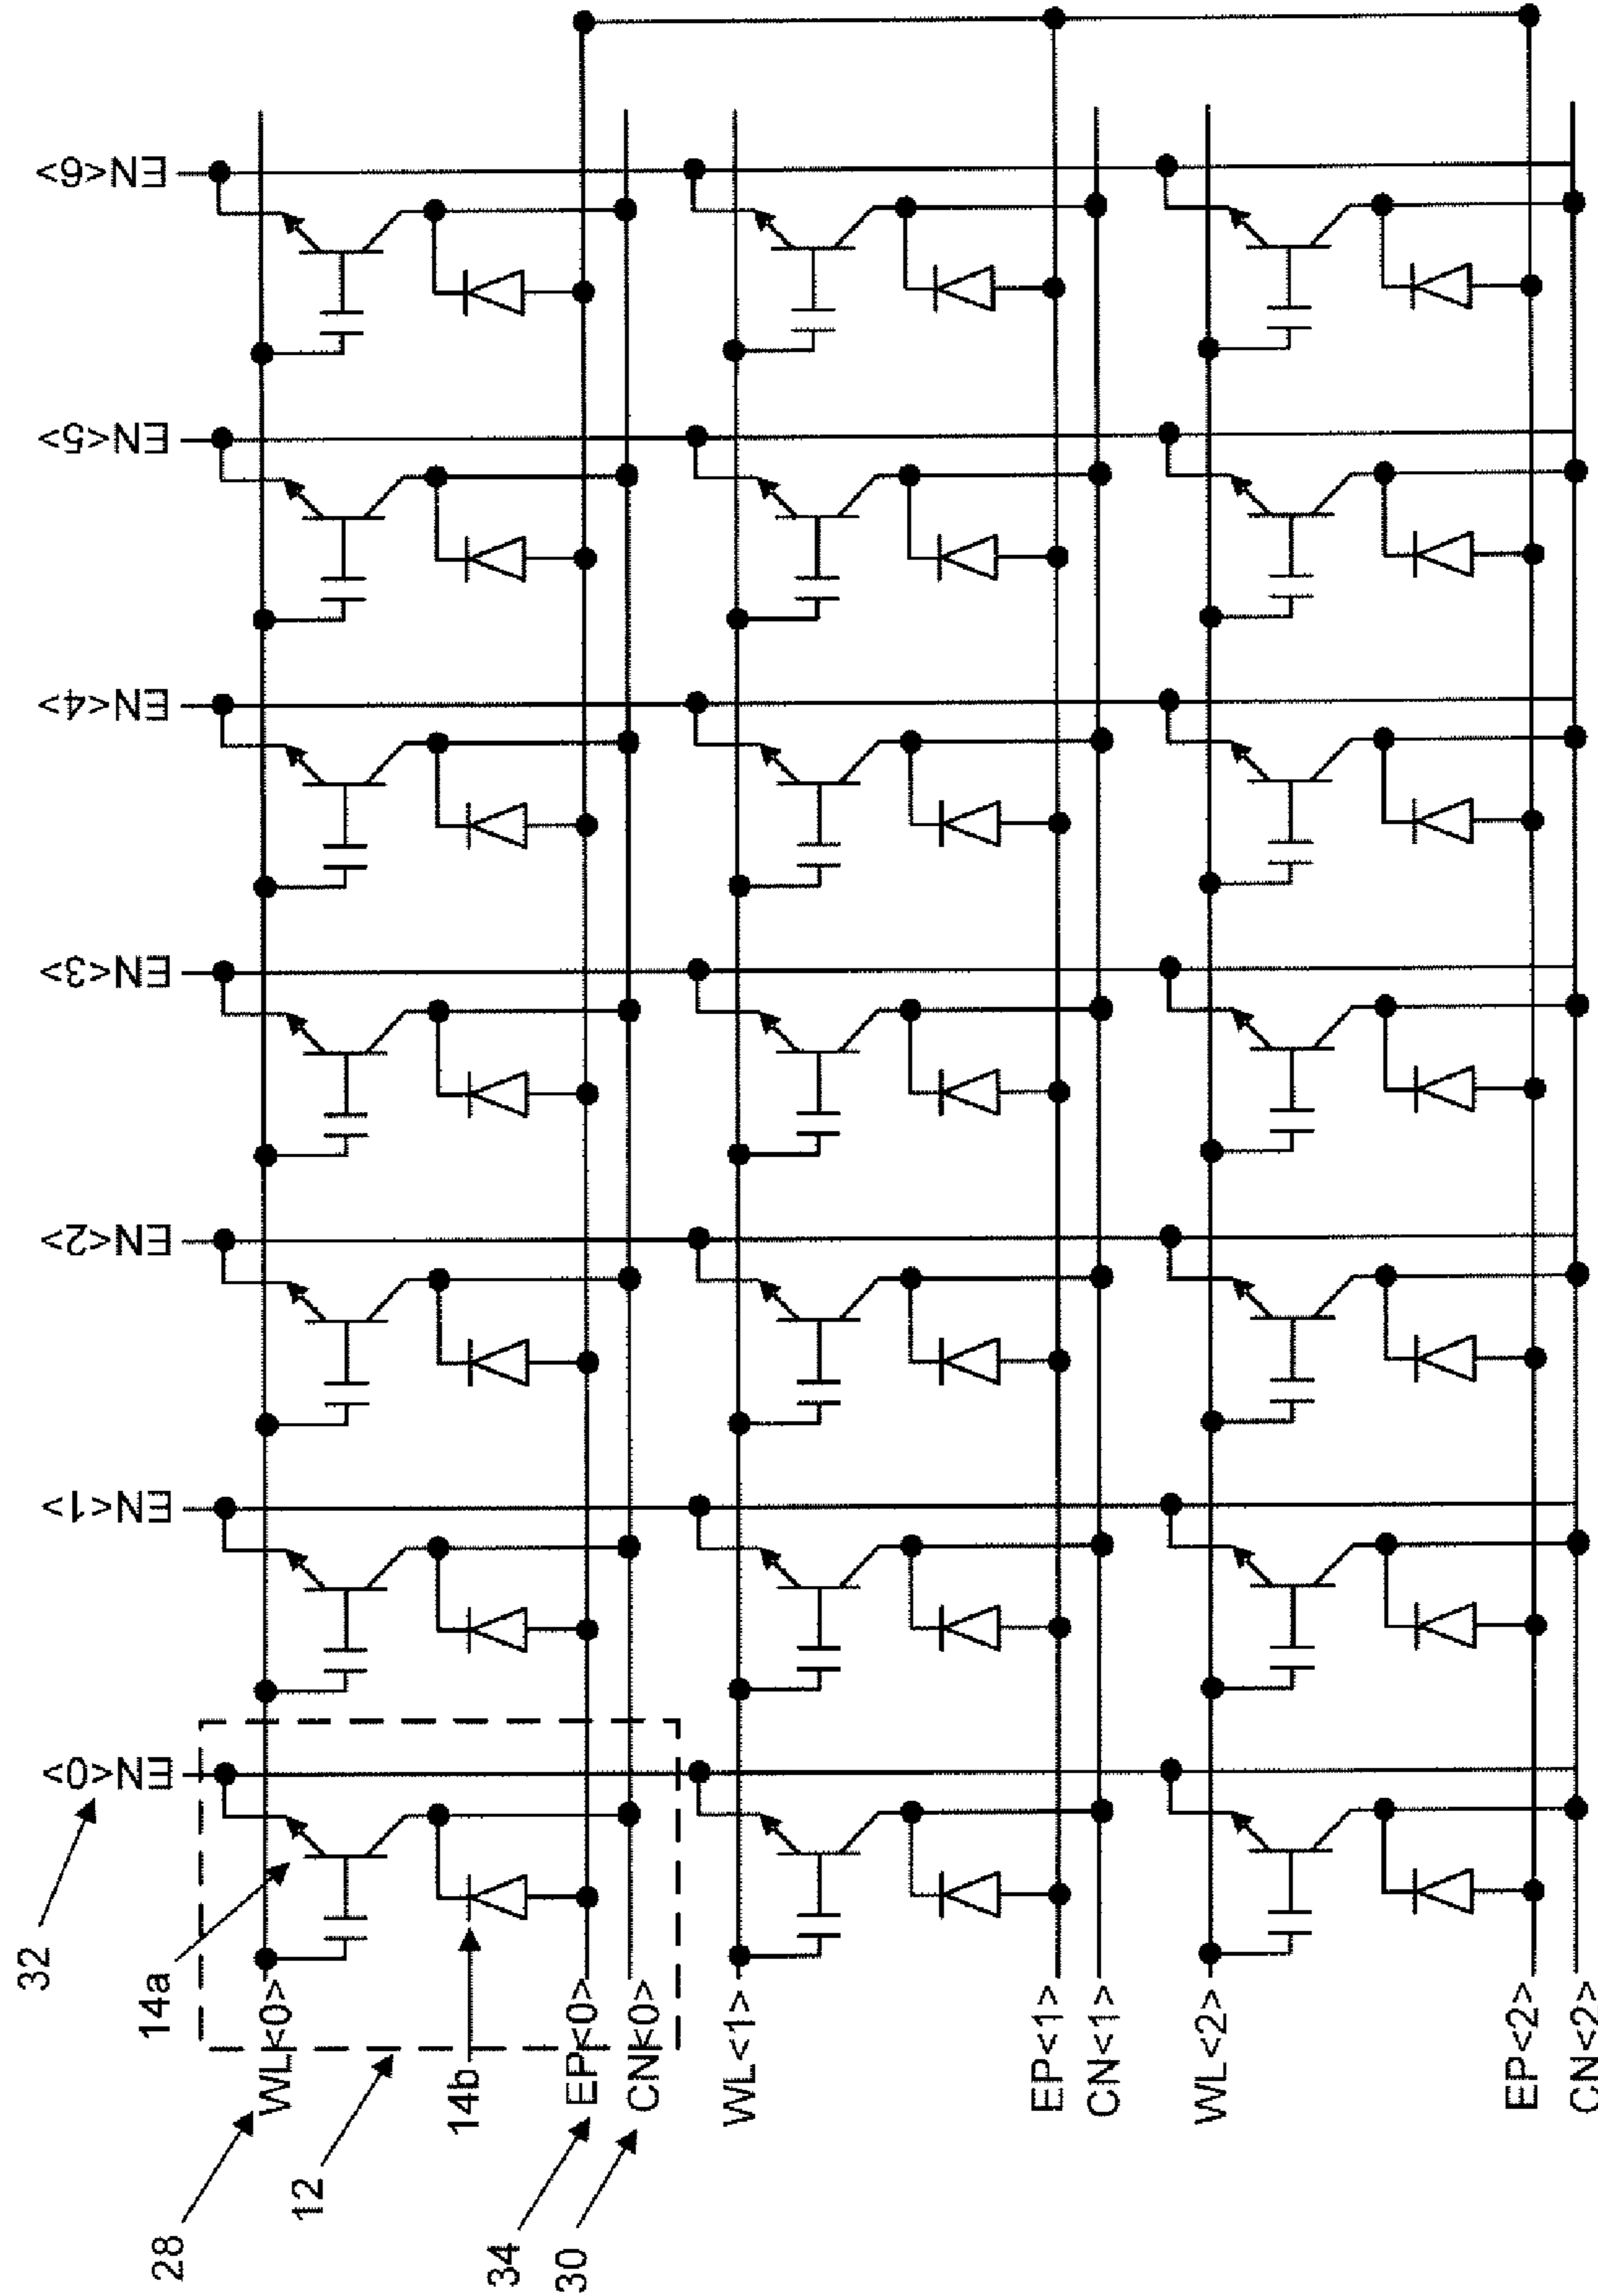 EN<6>
EN<5>
EN<4>
EN<3>
EN<2>
EN<1>
EN<0>
32
14a
14b
12
28
34
30
WL<0>
EP<0>
CN<0>
WL<1>
EP<1>
CN<1>
WL<2>
EP<2>
CN<2>